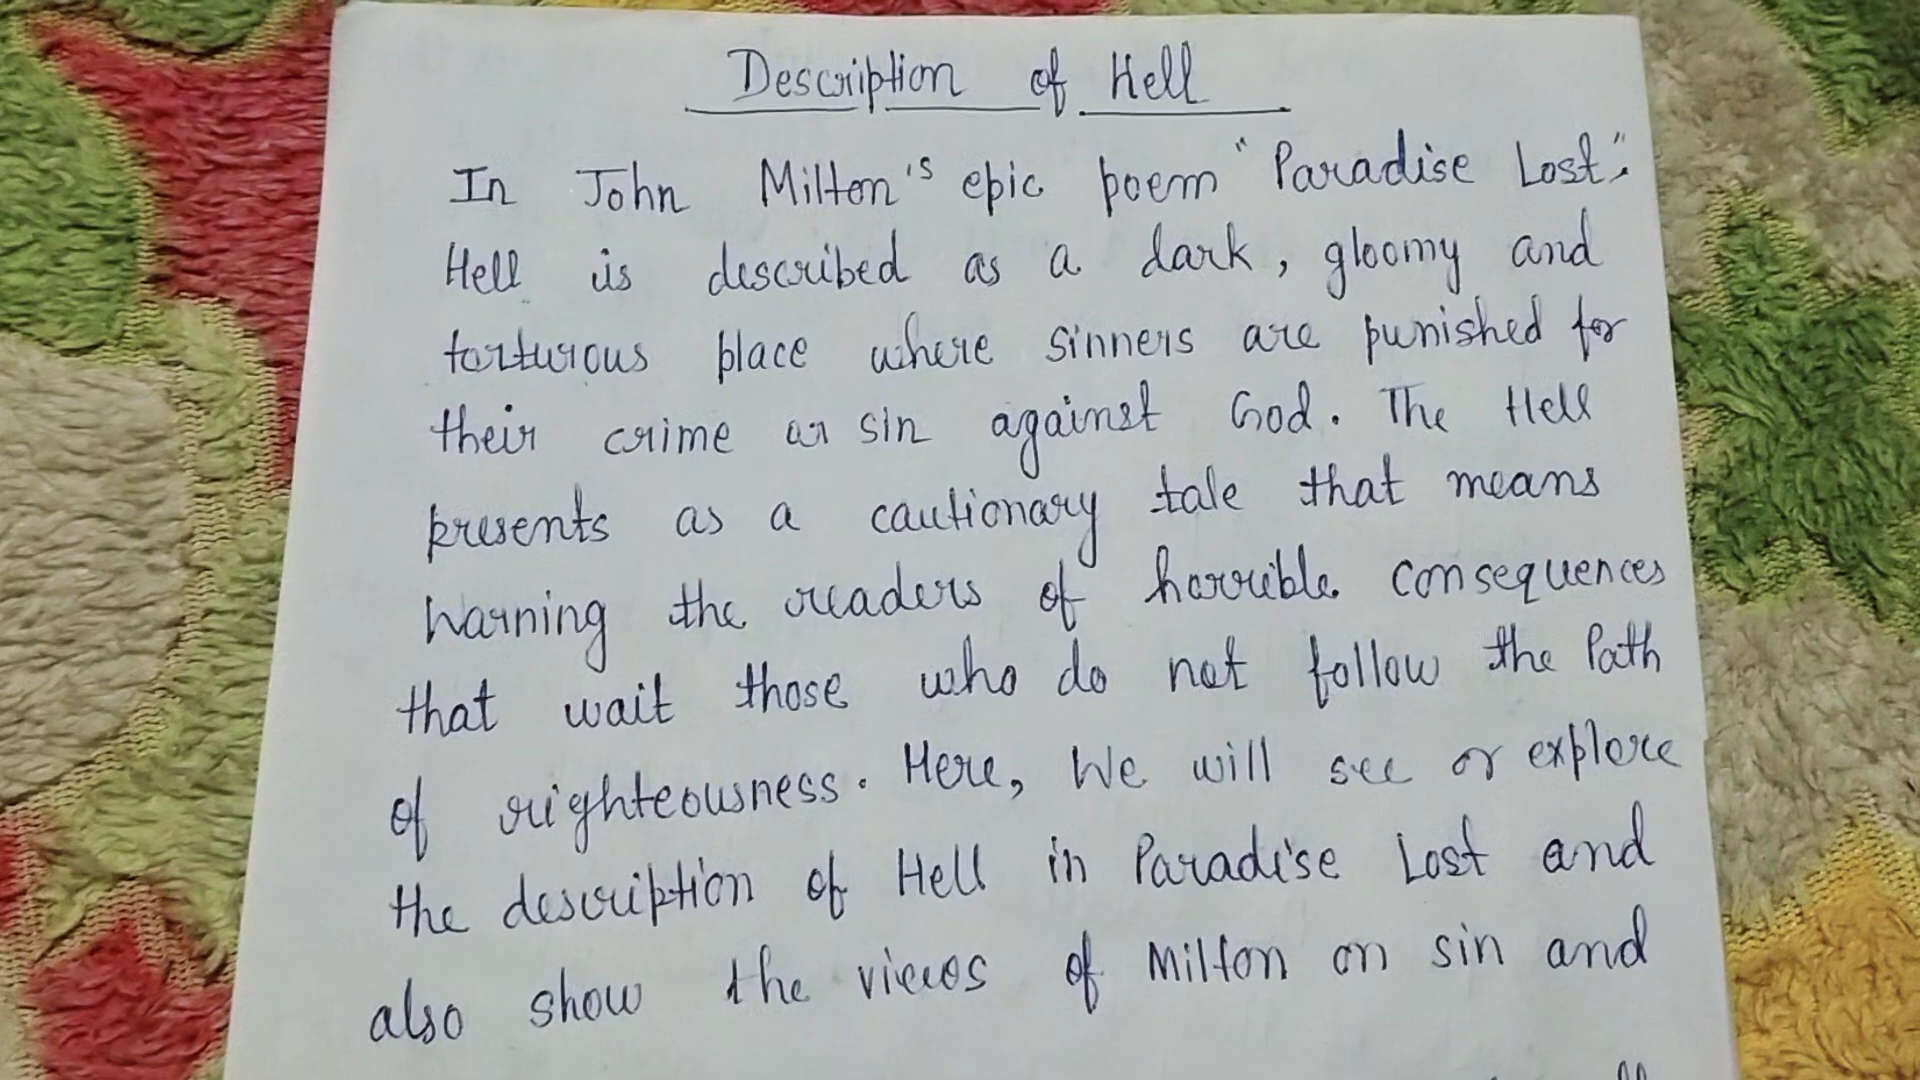 Description of Hell
In John Milton's epic poem "Paradise Lost".
Hell is described as a dark, gloomy and
torturous place where sinners are punished for
their crime or sin against God. The Hell
presents as a cautionary tale that means
Warning the readers of horrible consequences
that wait those who do not follow the Path
of righteousness. Here, We will see or explore
the description of Hell in Paradise Lost and
also show the views of Milton on sin and